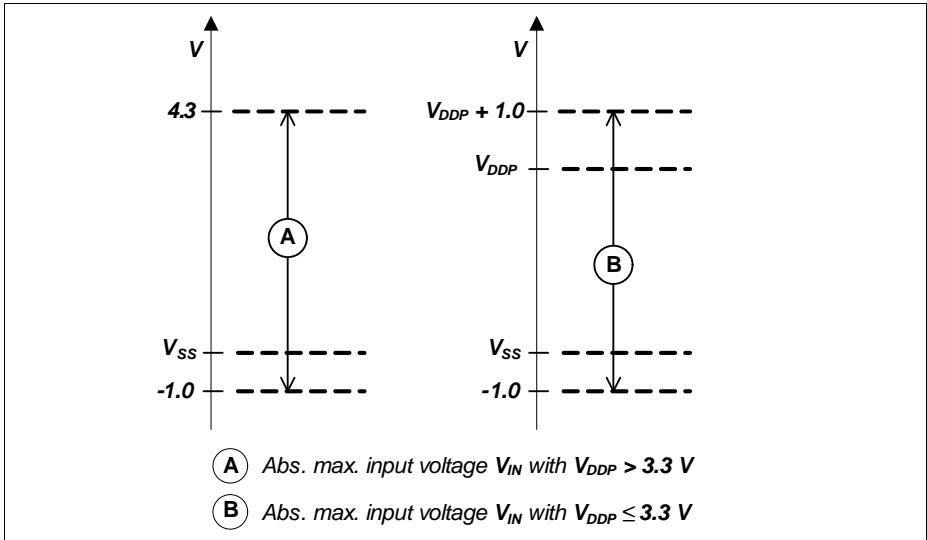 V
4.3
A
V_SS
-1.0
V
V_DDP + 1.0
V_DDP
B
V_SS
-1.0
A Abs. max. input voltage V_IN with V_DDP > 3.3 V
B Abs. max. input voltage V_IN with V_DDP ≤ 3.3 V